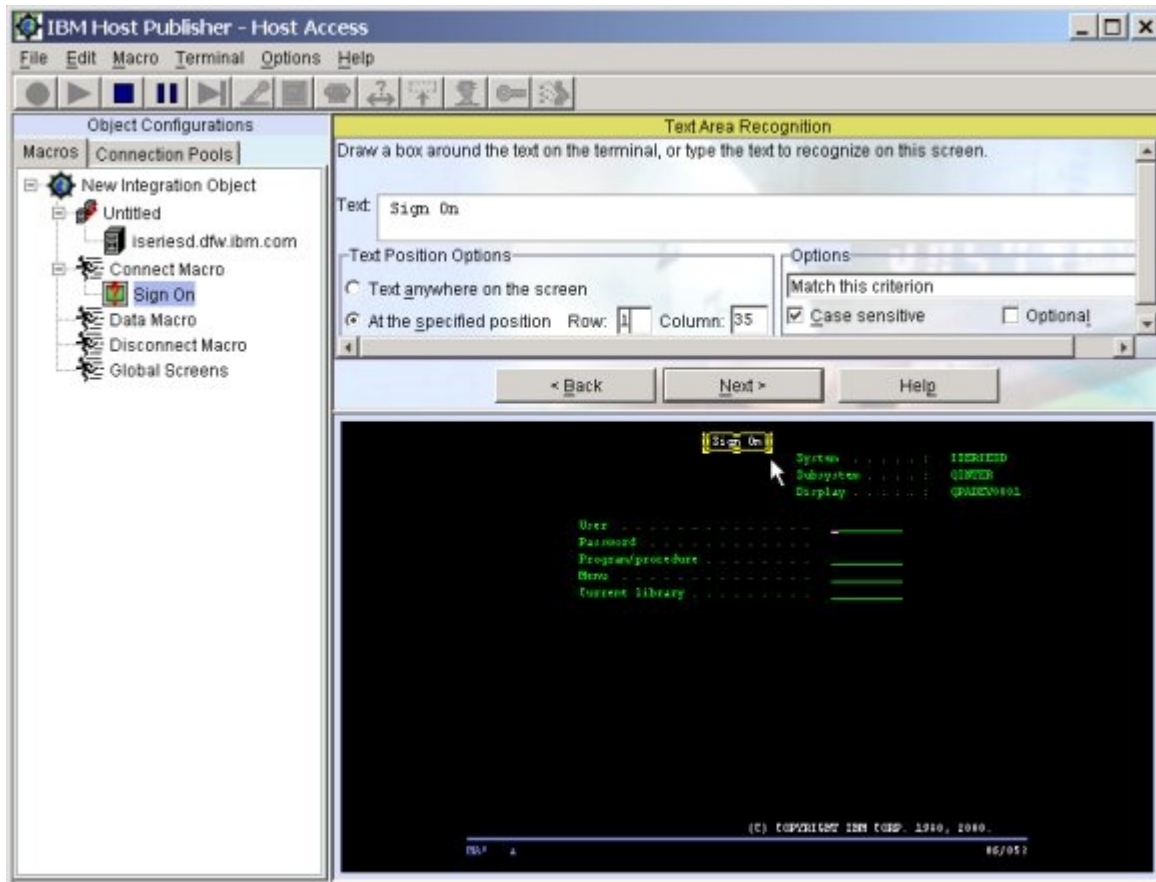 IBM Host Publisher - Host Access
File Edit Macro Terminal Options Help
Object Configurations
Macros Connection Pools
New Integration Object
Untitled
iseriesd.dfw.ibm.com
Connect Macro
Sign On
Data Macro
Disconnect Macro
Global Screens
Text Area Recognition
Draw a box around the text on the terminal, or type the text to recognize on this screen.
Text: Sign On
Text Position Options
Text anywhere on the screen
At the specified position Row: 1 Column: 35
Options
Match this criterion
Case sensitive Optional
< Back Next > Help
Sign On
System . . . . . : ISERIESD
Subsystem . . . . : QINTER
Display . . . . . : QPADEV0001
User . . . . . . . . . . . . . .
Password . . . . . . . . . . . .
Program/procedure . . . . . . . .
Menu . . . . . . . . . . . . . .
Current library . . . . . . . . .
(C) COPYRIGHT IBM CORP. 1980, 2000.